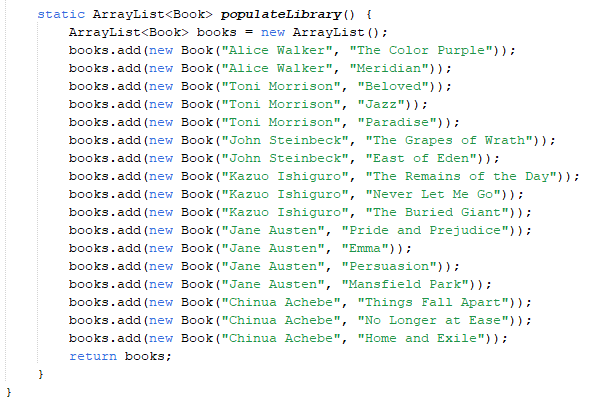 static ArrayList<Book> populateLibrary() {
ArrayList<Book> books = new ArrayList();
books.add(new Book("Alice Walker", "The Color Purple"));
books.add(new Book("Alice Walker", "Meridian"));
books.add(new Book("Toni Morrison", "Beloved"));
books.add(new Book("Toni Morrison", "Jazz"));
books.add(new Book("Toni Morrison", "Paradise"));
books.add(new Book("John Steinbeck", "The Grapes of Wrath"));
books.add(new Book("John Steinbeck", "East of Eden"));
books.add(new Book("Kazuo Ishiguro", "The Remains of the Day"));
books.add(new Book("Kazuo Ishiguro", "Never Let Me Go"));
books.add(new Book("Kazuo Ishiguro", "The Buried Giant"));
books.add(new Book("Jane Austen", "Pride and Prejudice"));
books.add(new Book("Jane Austen", "Emma"));
books.add(new Book("Jane Austen", "Persuasion"));
books.add(new Book("Jane Austen", "Mansfield Park"));
books.add(new Book("Chinua Achebe", "Things Fall Apart"));
books.add(new Book("Chinua Achebe", "No Longer at Ease"));
books.add(new Book("Chinua Achebe", "Home and Exile"));
return books;
}
}